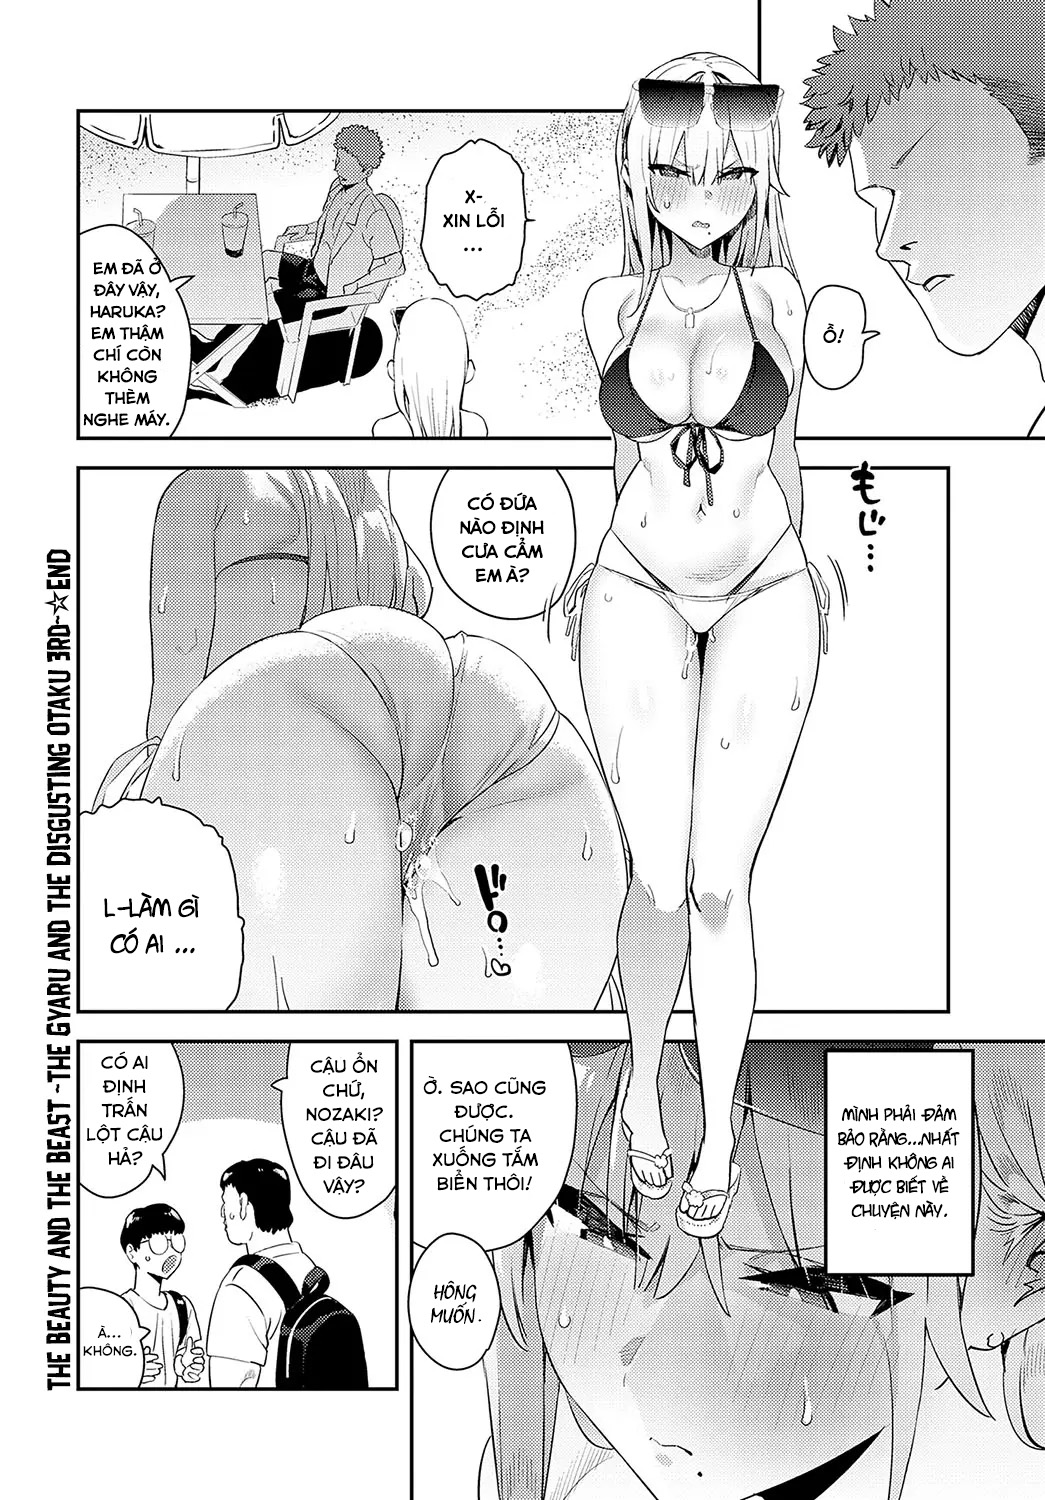 Ồ!
X-
XIN LỖI
...
EM ĐÃ Ở
ĐÂY VẬY,
HARUKA?
EM THẬM
CHÍ CÒN
KHÔNG
THÈM
NGHE MÁY.
もじ…
CÓ ĐỨA
NÀO ĐỊNH
CƯA CẨM
EM À?
L-LÀM GÌ
CÓ AI ...
ドロ…♡
MÌNH PHẢI ĐẢM
BẢO RẰNG...NHẤT
ĐỊNH KHÔNG AI
ĐƯỢC BIẾT VỀ
CHUYỆN NÀY.
Ờ. SAO CŨNG
ĐƯỢC.
CHÚNG TA
XUỐNG TẮM
BIỂN THÔI!
HÔNG
MUỐN.
CẬU ỔN
CHỨ,
NOZAKI?
CẬU ĐÃ
ĐI ĐÂU
VẬY?
CÓ AI
ĐỊNH
TRẤN
LỘT CẬU
HẢ?
À...
KHÔNG.
THE BEAUTY AND THE BEAST ~THE GYARU AND THE DISGUSTING OTAKU 3RD~☆END